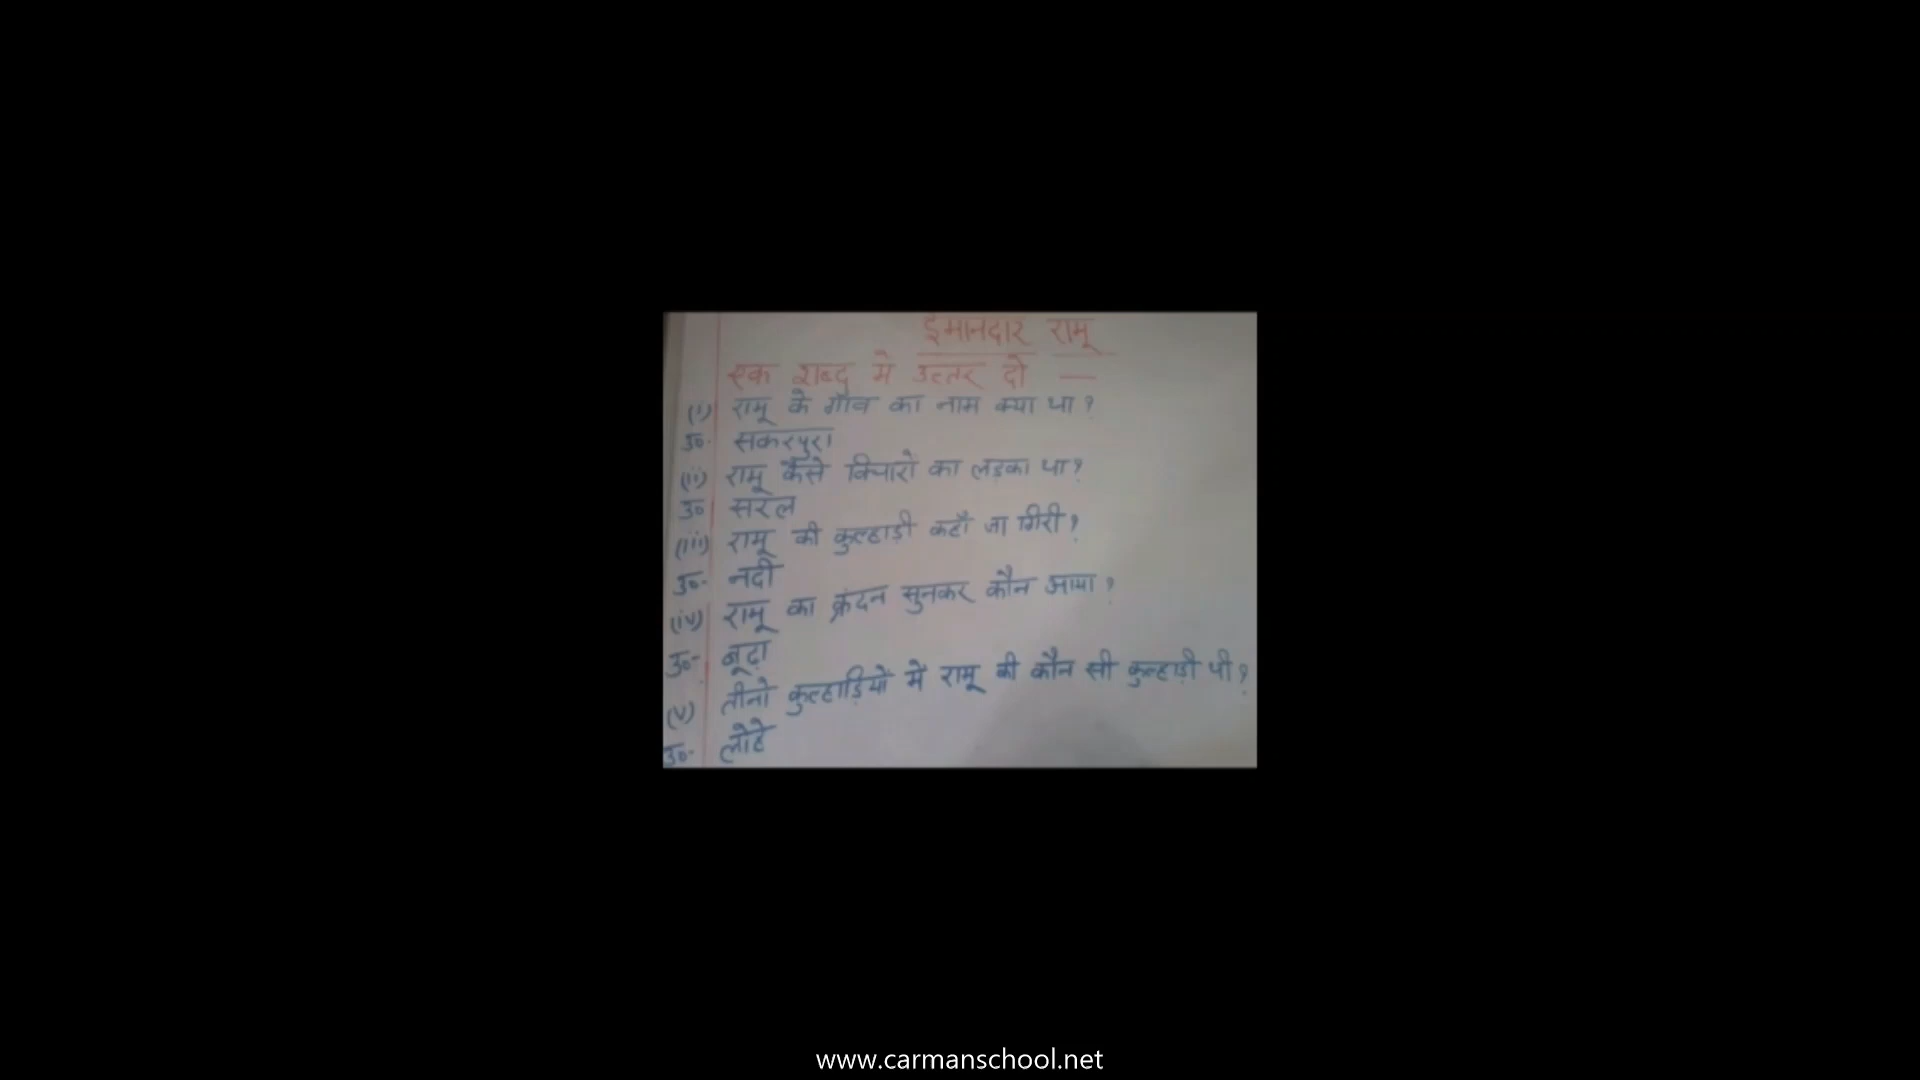 ईमानदार रामू
एक शब्द में उत्तर दो —
(i) रामू के गाँव का नाम क्या था ?
उ०- सकरपुरा
(ii) रामू कैसे विचारों का लड़का था ?
उ० सरल
(iii) रामू की कुल्हाड़ी कहाँ जा गिरी ?
उ०- नदी
(iv) रामू का क्रंदन सुनकर कौन आया ?
उ०- बूढ़ा
(v) तीनो कुल्हाड़ियों में रामू की कौन सी कुल्हाड़ी थी ?
उ०- लोहे
www.carmanschool.net